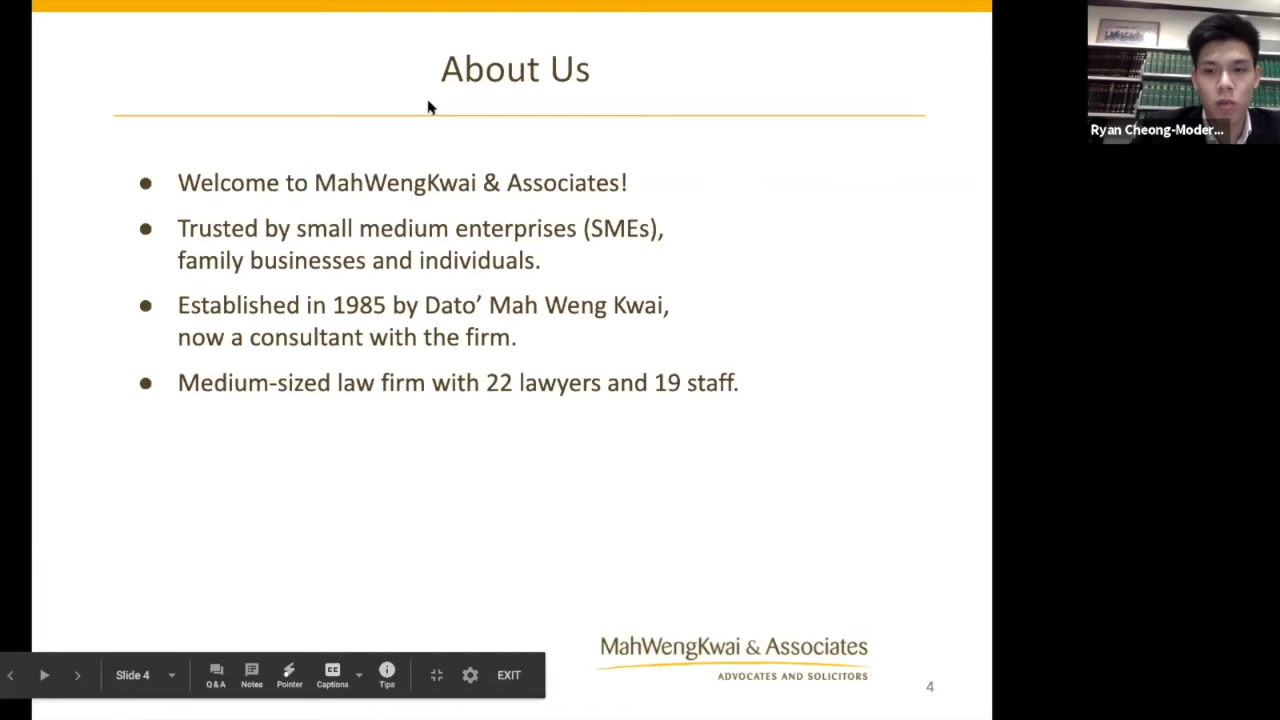 About Us
Ryan Cheong-Moder...
● Welcome to MahWengKwai & Associates!
● Trusted by small medium enterprises (SMEs),
family businesses and individuals.
● Established in 1985 by Dato’ Mah Weng Kwai,
now a consultant with the firm.
● Medium-sized law firm with 22 lawyers and 19 staff.
MahWengKwai & Associates
ADVOCATES AND SOLICITORS
4
Slide 4
Q&A
Notes
Pointer
Captions
Tips
EXIT